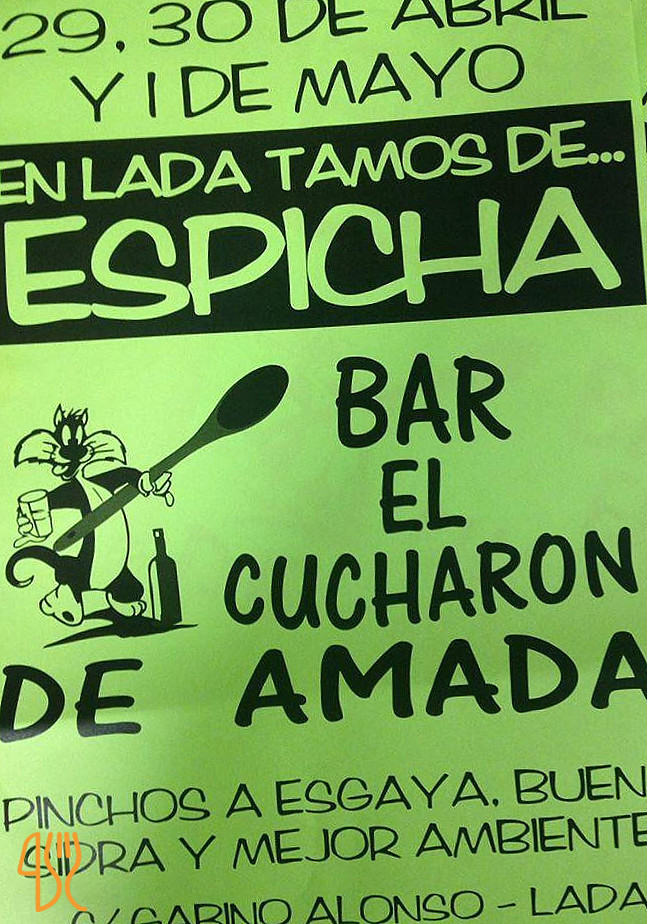 29, 30 DE ABRIL
Y 1 DE MAYO
EN LADA TAMOS DE...
ESPICHA
BAR
EL
CUCHARON
DE AMADA
PINCHOS A ESGAYA, BUEN
SIDRA Y MEJOR AMBIENTE
C/ GABINO ALONSO - LADA